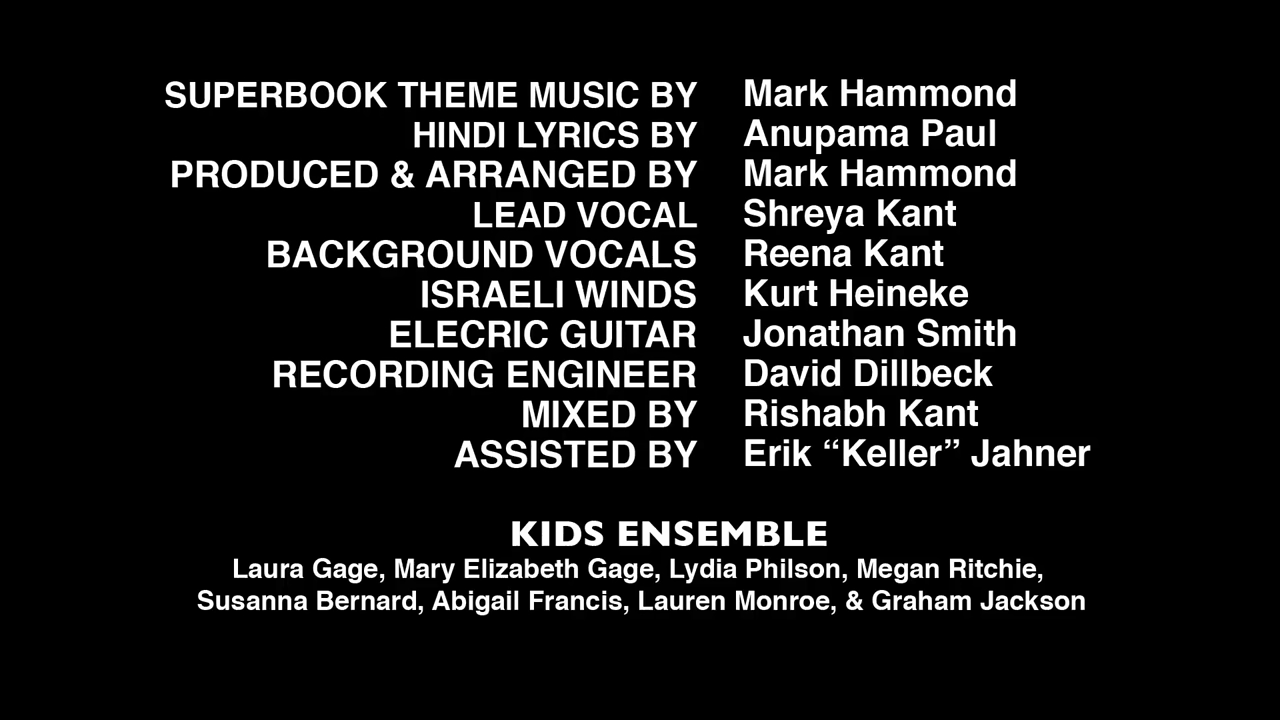 SUPERBOOK THEME MUSIC BY Mark Hammond
HINDI LYRICS BY Anupama Paul
PRODUCED & ARRANGED BY Mark Hammond
LEAD VOCAL Shreya Kant
BACKGROUND VOCALS Reena Kant
ISRAELI WINDS Kurt Heineke
ELECRIC GUITAR Jonathan Smith
RECORDING ENGINEER David Dillbeck
MIXED BY Rishabh Kant
ASSISTED BY Erik “Keller” Jahner
KIDS ENSEMBLE
Laura Gage, Mary Elizabeth Gage, Lydia Philson, Megan Ritchie,
Susanna Bernard, Abigail Francis, Lauren Monroe, & Graham Jackson